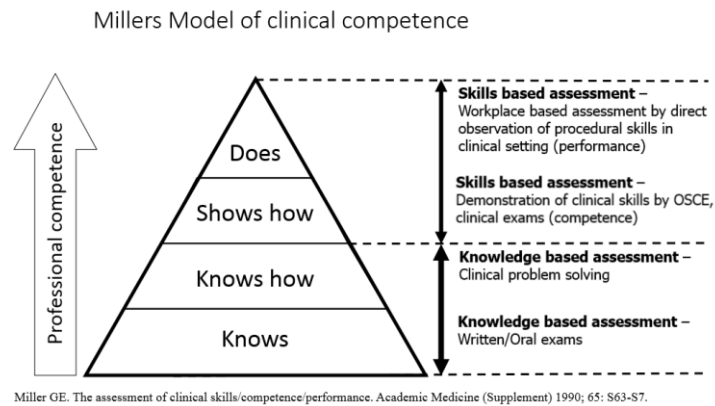 Millers Model of clinical competence
Professional competence
Does
Shows how
Knows how
Knows
Skills based assessment –
Workplace based assessment by direct
observation of procedural skills in
clinical setting (performance)
Skills based assessment –
Demonstration of clinical skills by OSCE,
clinical exams (competence)
Knowledge based assessment –
Clinical problem solving
Knowledge based assessment –
Written/Oral exams
Miller GE. The assessment of clinical skills/competence/performance. Academic Medicine (Supplement) 1990; 65: S63-S7.